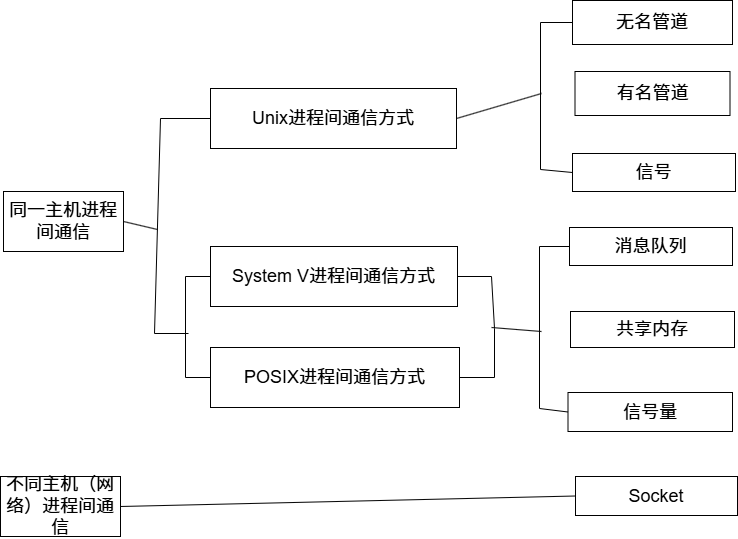 无名管道
有名管道
Unix进程间通信方式
信号
同一主机进程
间通信
消息队列
System V进程间通信方式
共享内存
POSIX进程间通信方式
信号量
不同主机（网
络）进程间通
信
Socket